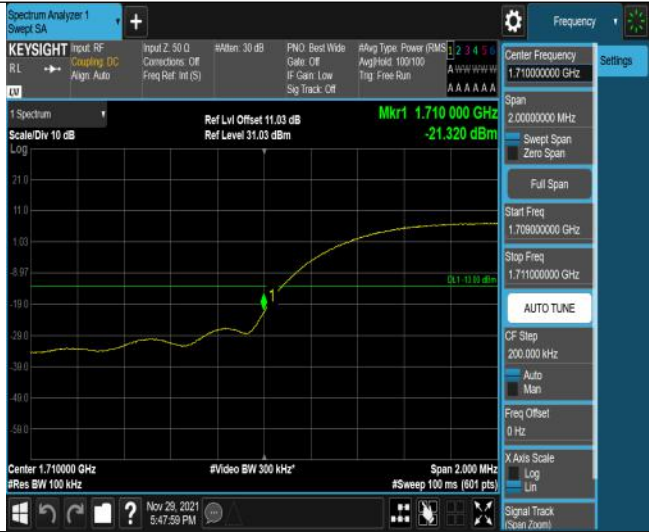 Spectrum Analyzer 1
Swept SA
Frequency
KEYSIGHT
RL
Input: RF
Coupling: DC
Align: Auto
Input Z: 50 Ω
Corrections: Off
Freq Ref: Int (S)
#Atten: 30 dB
PNO: Best Wide
Gate: Off
IF Gain: Low
Sig Track: Off
#Avg Type: Power (RMS
Avg|Hold: 100/100
Trig: Free Run
1 2 3 4 5 6
A W W W W W
A A A A A A
LV
1 Spectrum
Scale/Div 10 dB
Log
Ref Lvl Offset 11.03 dB
Ref Level 31.03 dBm
Mkr1 1.710 000 GHz
-21.320 dBm
21.0
11.0
1.03
-8.97
-19.0
-29.0
-39.0
-49.0
-59.0
DL1 -13.00 dBm
1
Center 1.710000 GHz
#Res BW 100 kHz
#Video BW 300 kHz*
Span 2.000 MHz
#Sweep 100 ms (601 pts)
Nov 29, 2021
5:47:59 PM
?
Settings
Center Frequency
1.710000000 GHz
Span
2.00000000 MHz
Swept Span
Zero Span
Full Span
Start Freq
1.709000000 GHz
Stop Freq
1.711000000 GHz
AUTO TUNE
CF Step
200.000 kHz
Auto
Man
Freq Offset
0 Hz
X Axis Scale
Log
Lin
Signal Track
(Span Zoom)